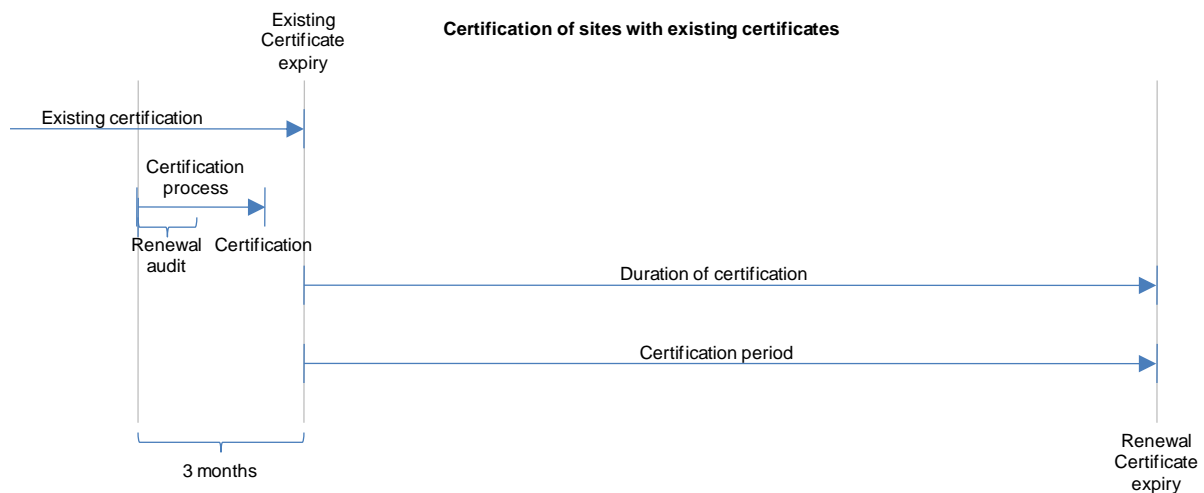 Existing
Certificate
expiry
Certification of sites with existing certificates
Existing certification
Certification
process
Renewal
audit
Certification
Duration of certification
Certification period
3 months
Renewal
Certificate
expiry